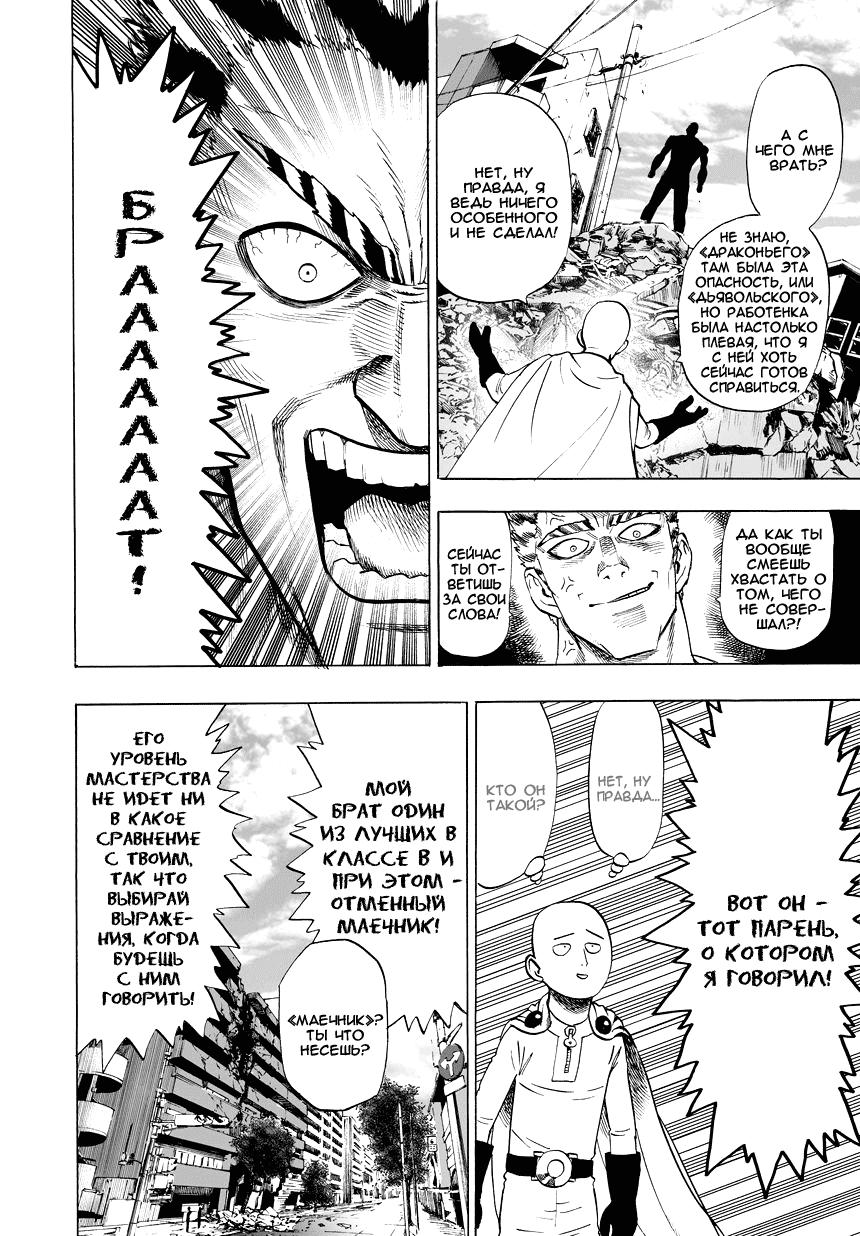 А С
ЧЕГО МНЕ
ВРАТЬ?
НЕ ЗНАЮ,
«ДРАКОНЬЕГО»
ТАМ БЫЛА ЭТА
ОПАСНОСТЬ, ИЛИ
«ДЬЯВОЛЬСКОГО»,
НО РАБОТЕНКА
БЫЛА НАСТОЛЬКО
ПЛЕВАЯ, ЧТО Я
С НЕЙ ХОТЬ
СЕЙЧАС ГОТОВ
СПРАВИТЬСЯ.
НЕТ, НУ
ПРАВДА, Я
ВЕДЬ НИЧЕГО
ОСОБЕННОГО
И НЕ СДЕЛАЛ!
ДА КАК ТЫ
ВООБЩЕ
СМЕЕШЬ
ХВАСТАТЬ О
ТОМ, ЧЕГО
НЕ СОВЕР-
ШАЛ?!
СЕЙЧАС
ТЫ ОТ-
ВЕТИШЬ
ЗА СВОИ
СЛОВА!
БРАААААААТ!
ВОТ ОН -
ТОТ ПАРЕНЬ,
О КОТОРОМ
Я ГОВОРИЛ!
НЕТ, НУ
ПРАВДА...
КТО ОН
ТАКОЙ?
МОЙ
БРАТ ОДИН
ИЗ ЛУЧШИХ В
КЛАССЕ В И
ПРИ ЭТОМ -
ОТМЕННЫЙ
МАЕЧНИК!
«МАЕЧНИК»?
ТЫ ЧТО
НЕСЕШЬ?
ЕГО
УРОВЕНЬ
МАСТЕРСТВА
НЕ ИДЕТ НИ
В КАКОЕ
СРАВНЕНИЕ
С ТВОИМ,
ТАК ЧТО
ВЫБИРАЙ
ВЫРАЖЕ-
НИЯ, КОГДА
БУДЕШЬ
С НИМ
ГОВОРИТЬ!